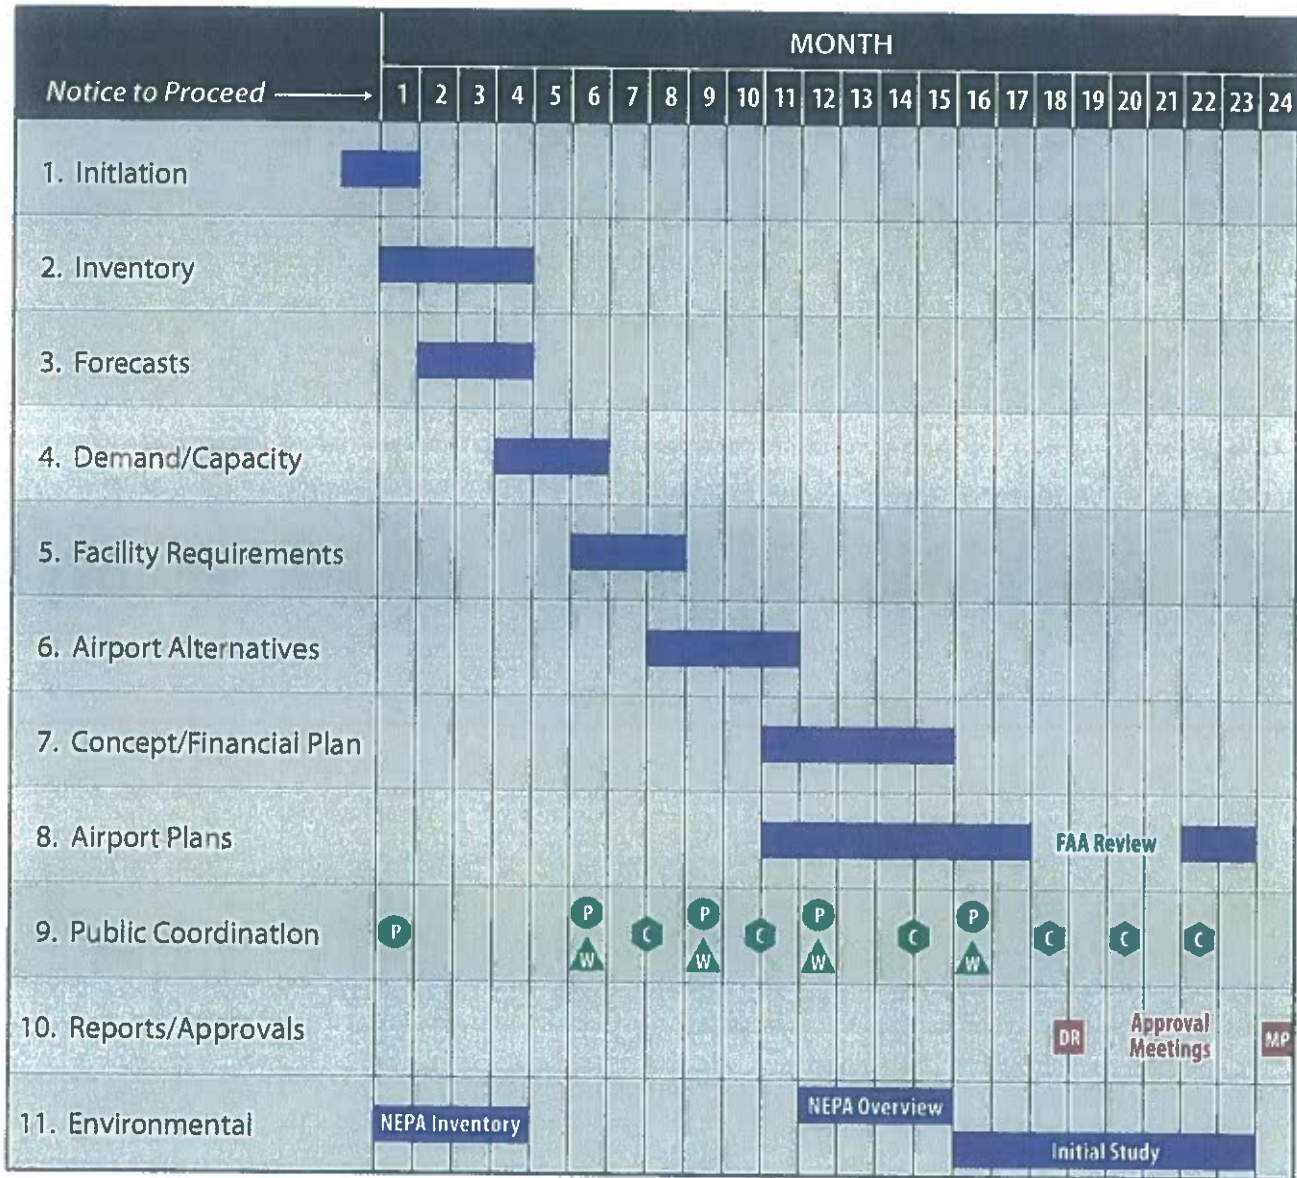 MONTH
Notice to Proceed 1 2 3 4 5 6 7 8 9 10 11 12 13 14 15 16 17 18 19 20 21 22 23 24
1. Initiation
2. Inventory
3. Forecasts
4. Demand/Capacity
5. Facility Requirements
6. Airport Alternatives
7. Concept/Financial Plan
8. Airport Plans FAA Review
P P P P
9. Public Coordination P C C C C C C
W W W W
10. Reports/Approvals DR Approval MP
Meetings
NEPA Overview
11. Environmental NEPA Inventory
Initial Study